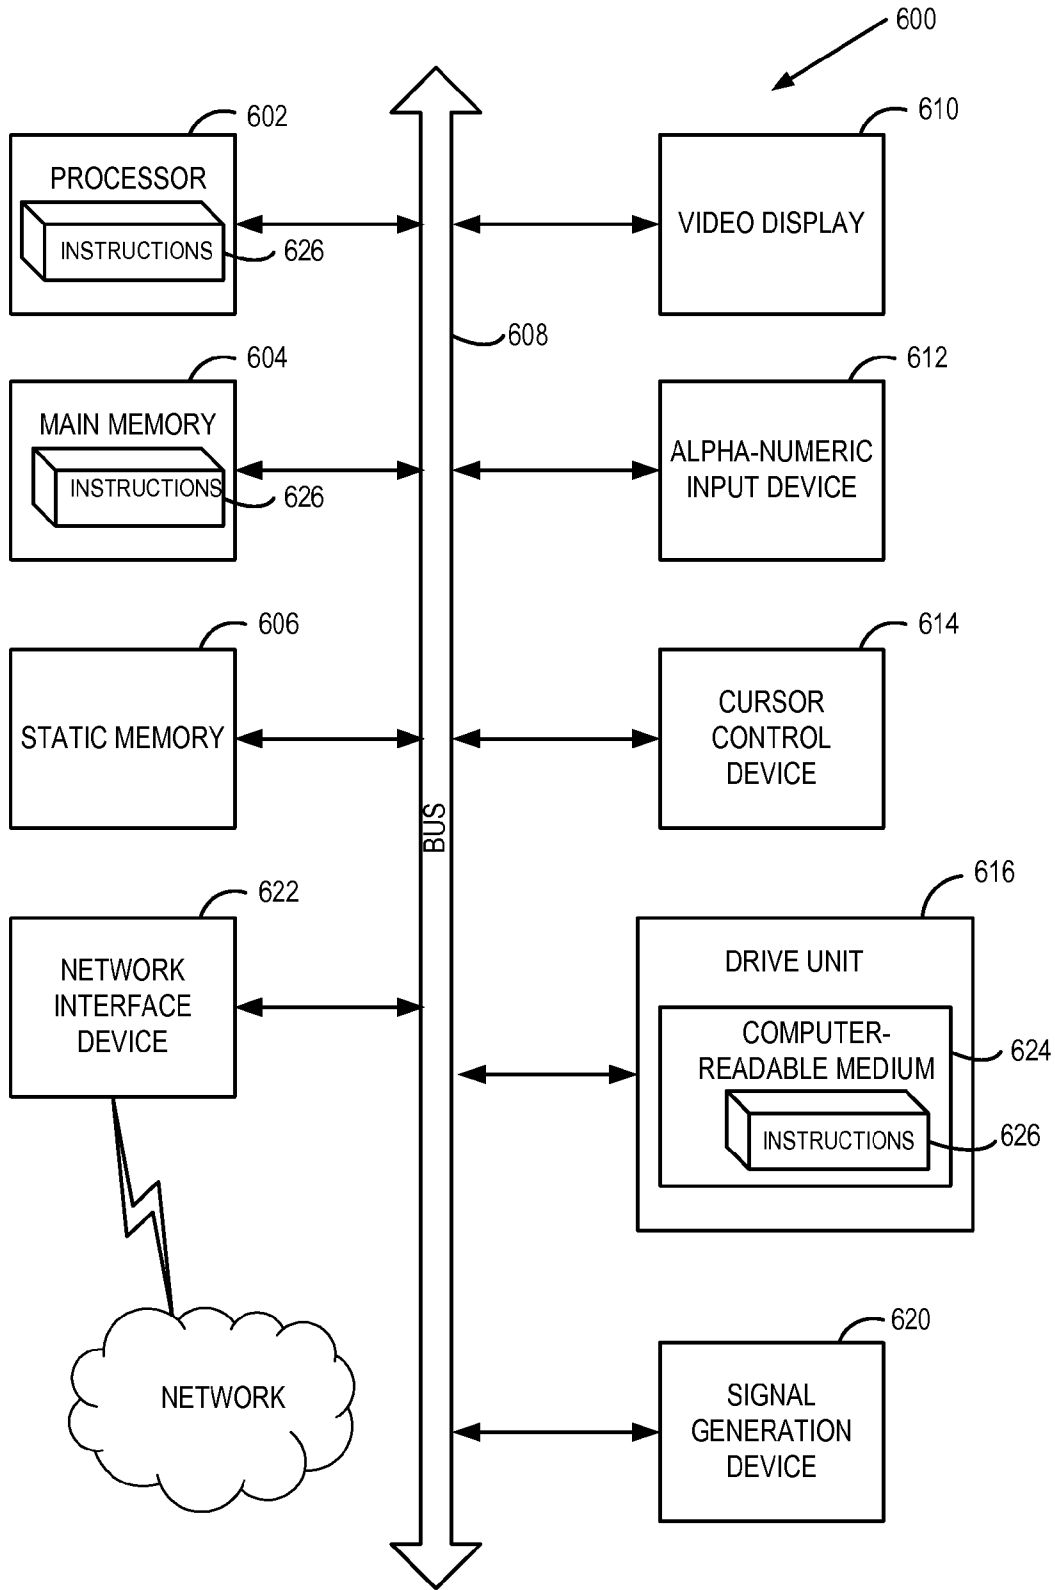 600
602
610
PROCESSOR
INSTRUCTIONS
626
VIDEO DISPLAY
608
604
612
MAIN MEMORY
INSTRUCTIONS
626
ALPHA-NUMERIC
INPUT DEVICE
606
614
STATIC MEMORY
CURSOR
CONTROL
DEVICE
BUS
622
616
NETWORK
INTERFACE
DEVICE
DRIVE UNIT
COMPUTER-
READABLE MEDIUM
624
INSTRUCTIONS
626
NETWORK
620
SIGNAL
GENERATION
DEVICE